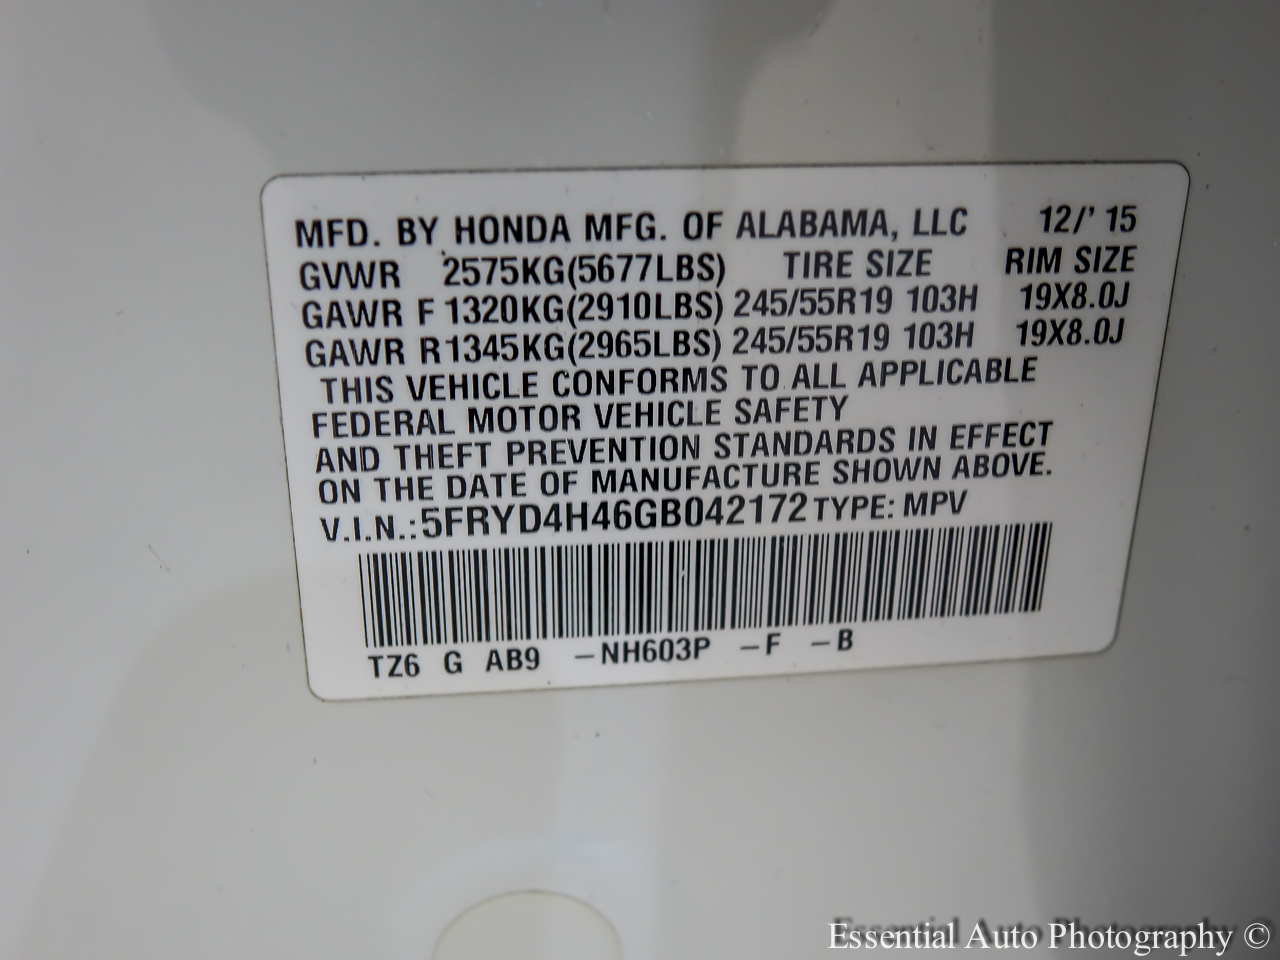 MFD. BY HONDA MFG. OF ALABAMA, LLC 12/' 15
GVWR 2575KG(5677LBS) TIRE SIZE RIM SIZE
GAWR F 1320KG(2910LBS) 245/55R19 103H 19X8.0J
GAWR R 1345KG(2965LBS) 245/55R19 103H 19X8.0J
THIS VEHICLE CONFORMS TO ALL APPLICABLE
FEDERAL MOTOR VEHICLE SAFETY
AND THEFT PREVENTION STANDARDS IN EFFECT
ON THE DATE OF MANUFACTURE SHOWN ABOVE.
V.I.N.: 5FRYD4H46GB042172 TYPE: MPV
TZ6 G AB9 -NH603P -F -B
Essential Auto Photography ©